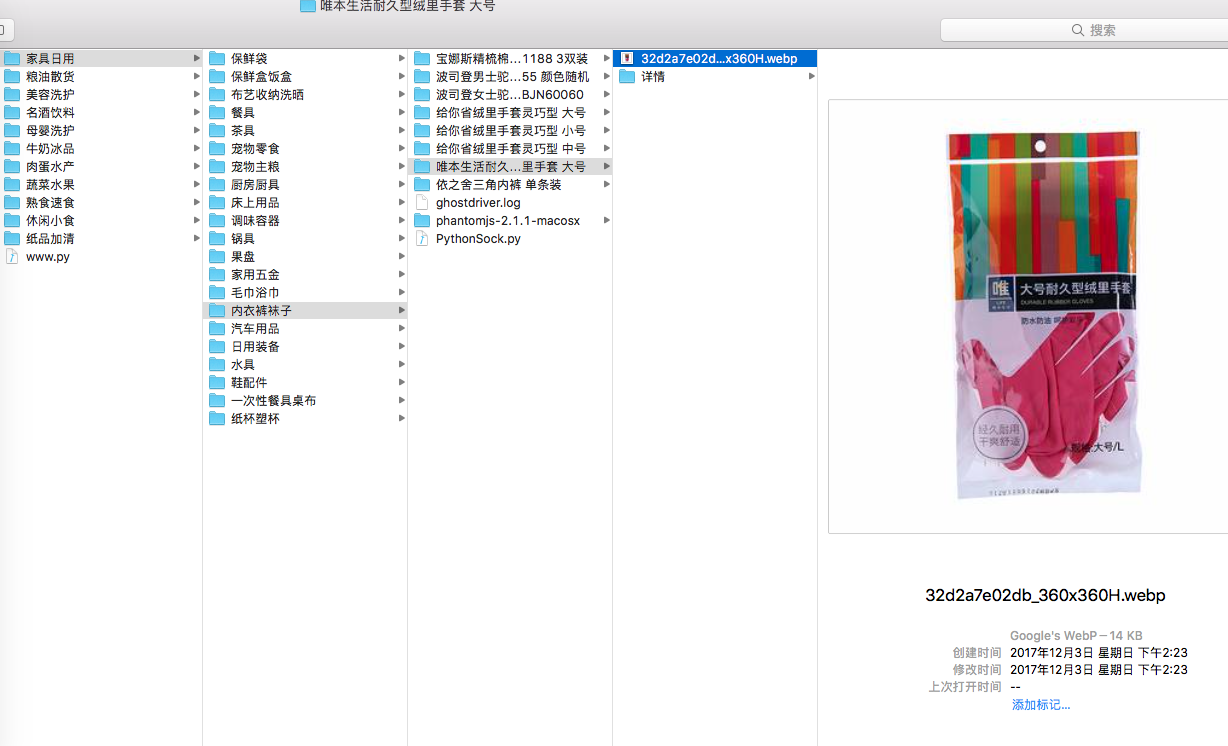 唯本生活耐久型绒里手套 大号
搜索
家具日用
粮油散货
美容洗护
名酒饮料
母婴洗护
牛奶冰品
肉蛋水产
蔬菜水果
熟食速食
休闲小食
纸品加清
www.py
保鲜袋
保鲜盒饭盒
布艺收纳洗晒
餐具
茶具
宠物零食
宠物主粮
厨房厨具
床上用品
调味容器
锅具
果盘
家用五金
毛巾浴巾
内衣裤袜子
汽车用品
日用装备
水具
鞋配件
一次性餐具桌布
纸杯塑杯
宝娜斯精梳棉...1188 3双装
波司登男士驼...55 颜色随机
波司登女士驼...BJN60060
给你省绒里手套灵巧型 大号
给你省绒里手套灵巧型 小号
给你省绒里手套灵巧型 中号
唯本生活耐久...里手套 大号
依之舍三角内裤 单条装
ghostdriver.log
phantomjs-2.1.1-macosx
PythonSock.py
32d2a7e02d...x360H.webp
详情
唯
LIFE
大号耐久型绒里手套
DURABLE RUBBER GLOVES
防水防油
经久耐用
干爽舒适
大号/L
32d2a7e02db_360x360H.webp
Google's WebP – 14 KB
创建时间 2017年12月3日 星期日 下午2:23
修改时间 2017年12月3日 星期日 下午2:23
上次打开时间 --
添加标记...